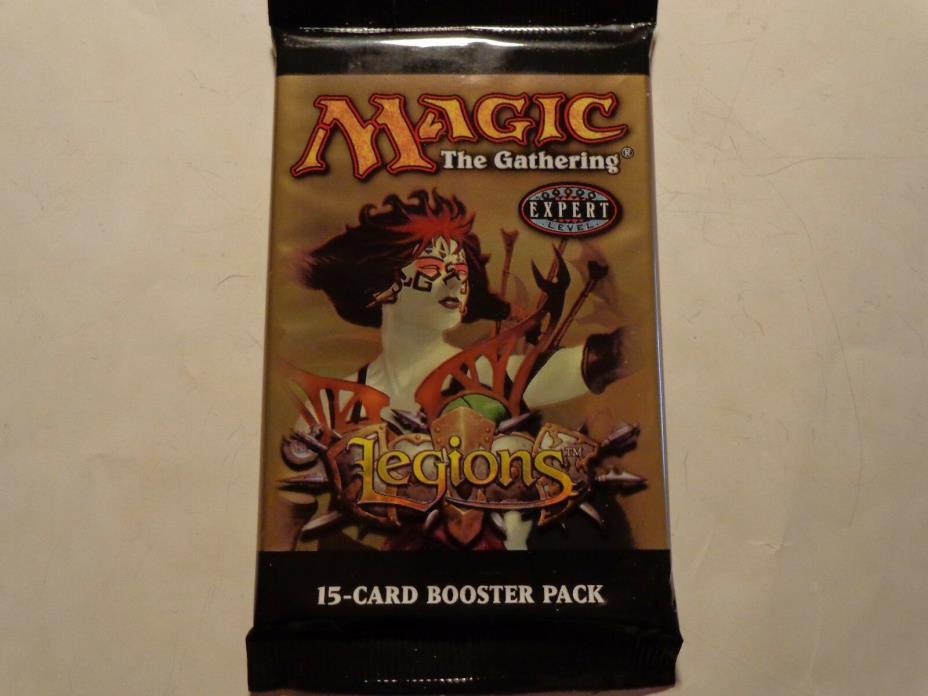 MAGIC
The Gathering®
EXPERT
LEVEL
Legions™
15-CARD BOOSTER PACK